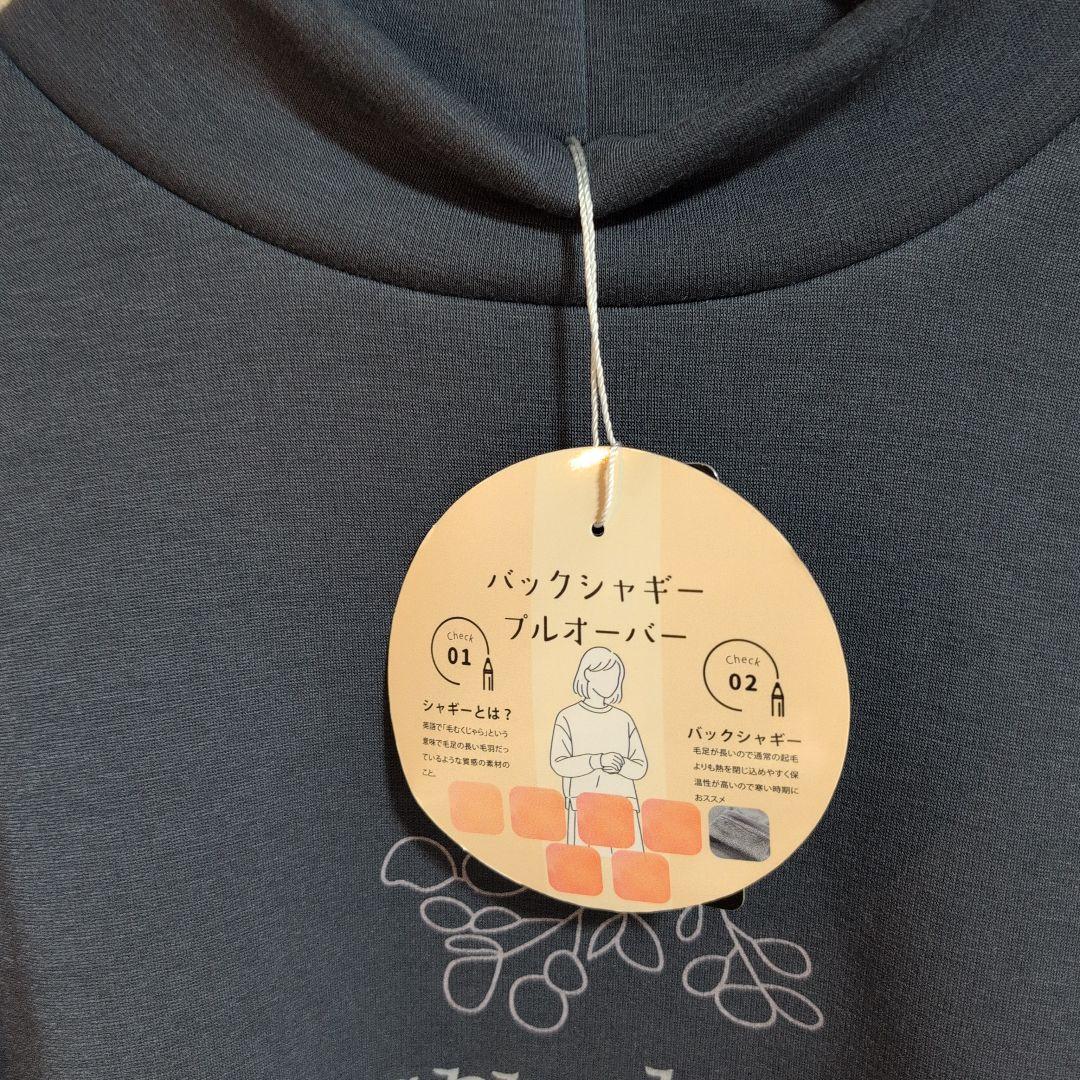 バックシャギー
プルオーバー
Check
01
シャギーとは？
英語で「毛むくじゃら」という
意味で毛足の長い毛羽だっ
ているような質感の素材の
こと。
Check
02
バックシャギー
毛足が長いので通常の起毛
よりも熱を閉じ込めやすく保
温性が高いので寒い時期に
おススメ